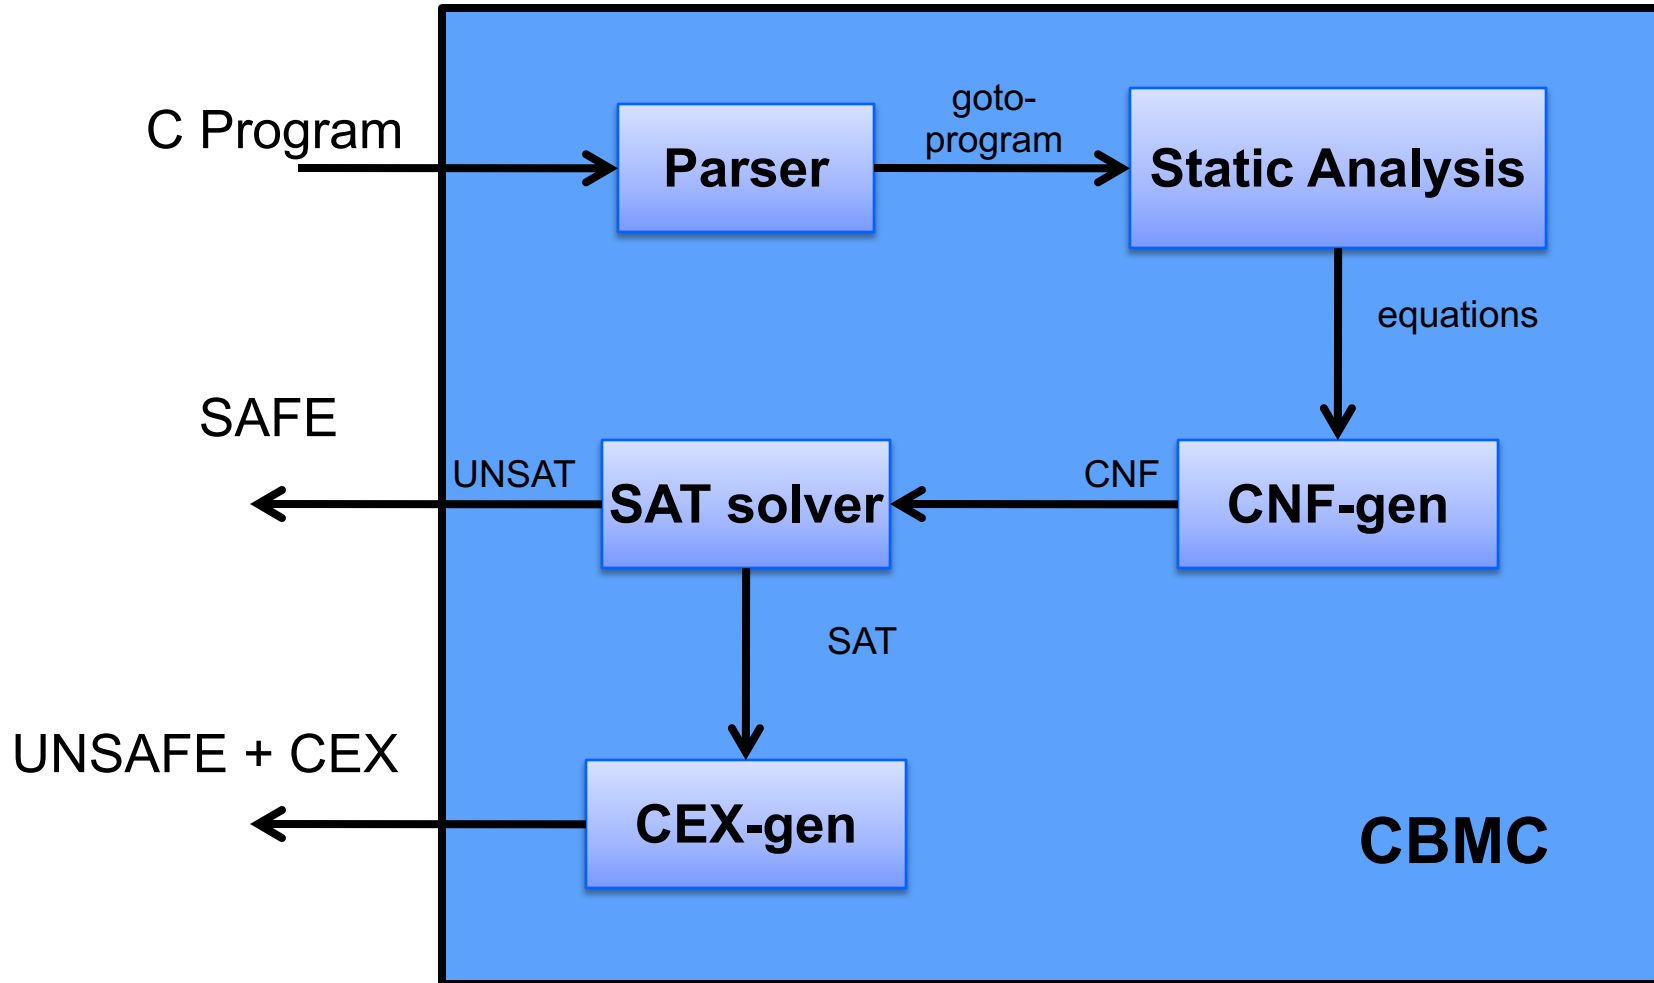 C Program
Parser
goto-
program
Static Analysis
equations
SAFE
UNSAT
SAT solver
CNF
CNF-gen
SAT
UNSAFE + CEX
CEX-gen
CBMC